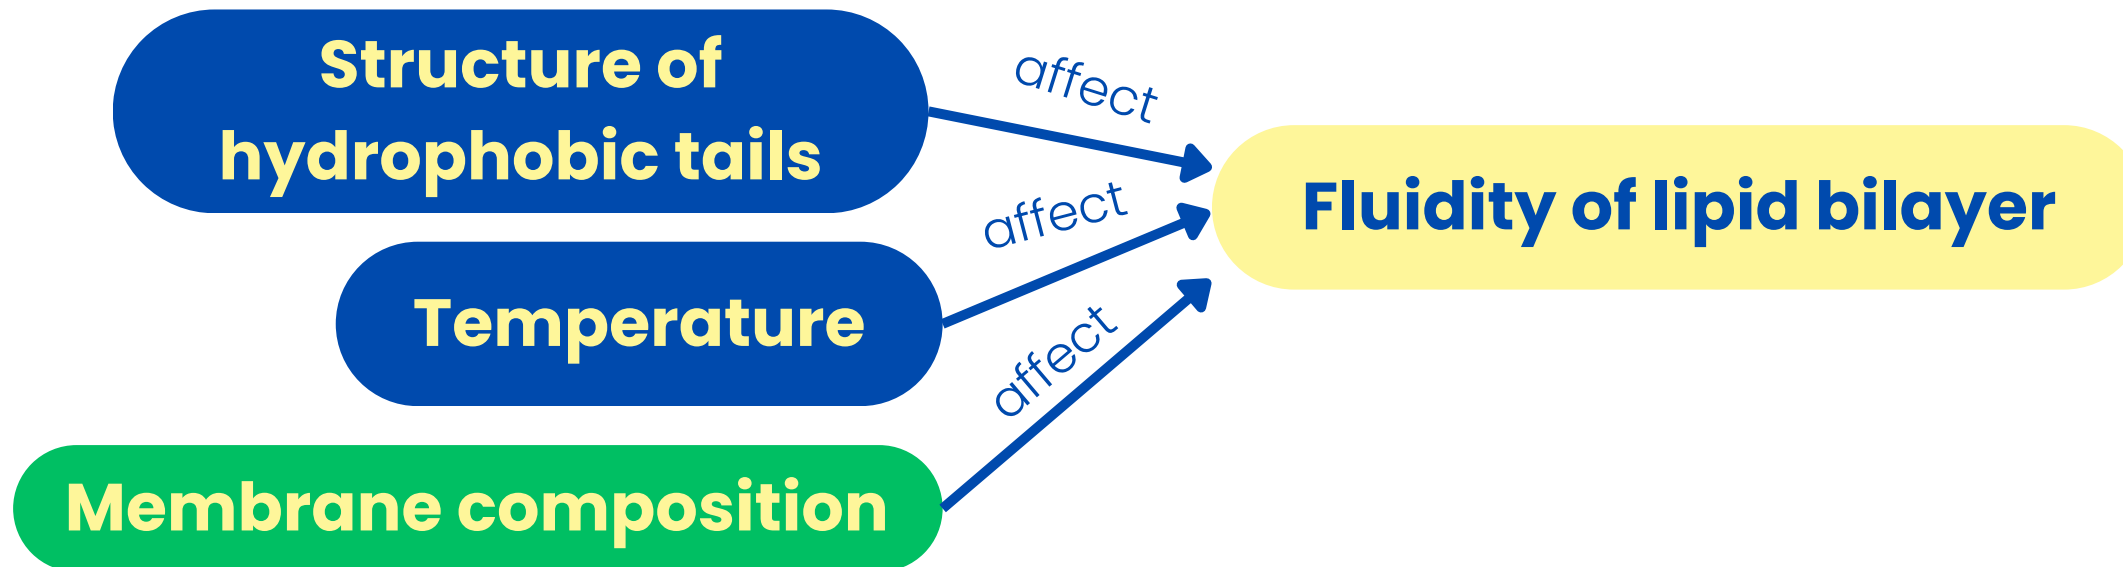 Structure of
hydrophobic tails
affect
Fluidity of lipid bilayer
Temperature
affect
Membrane composition
affect